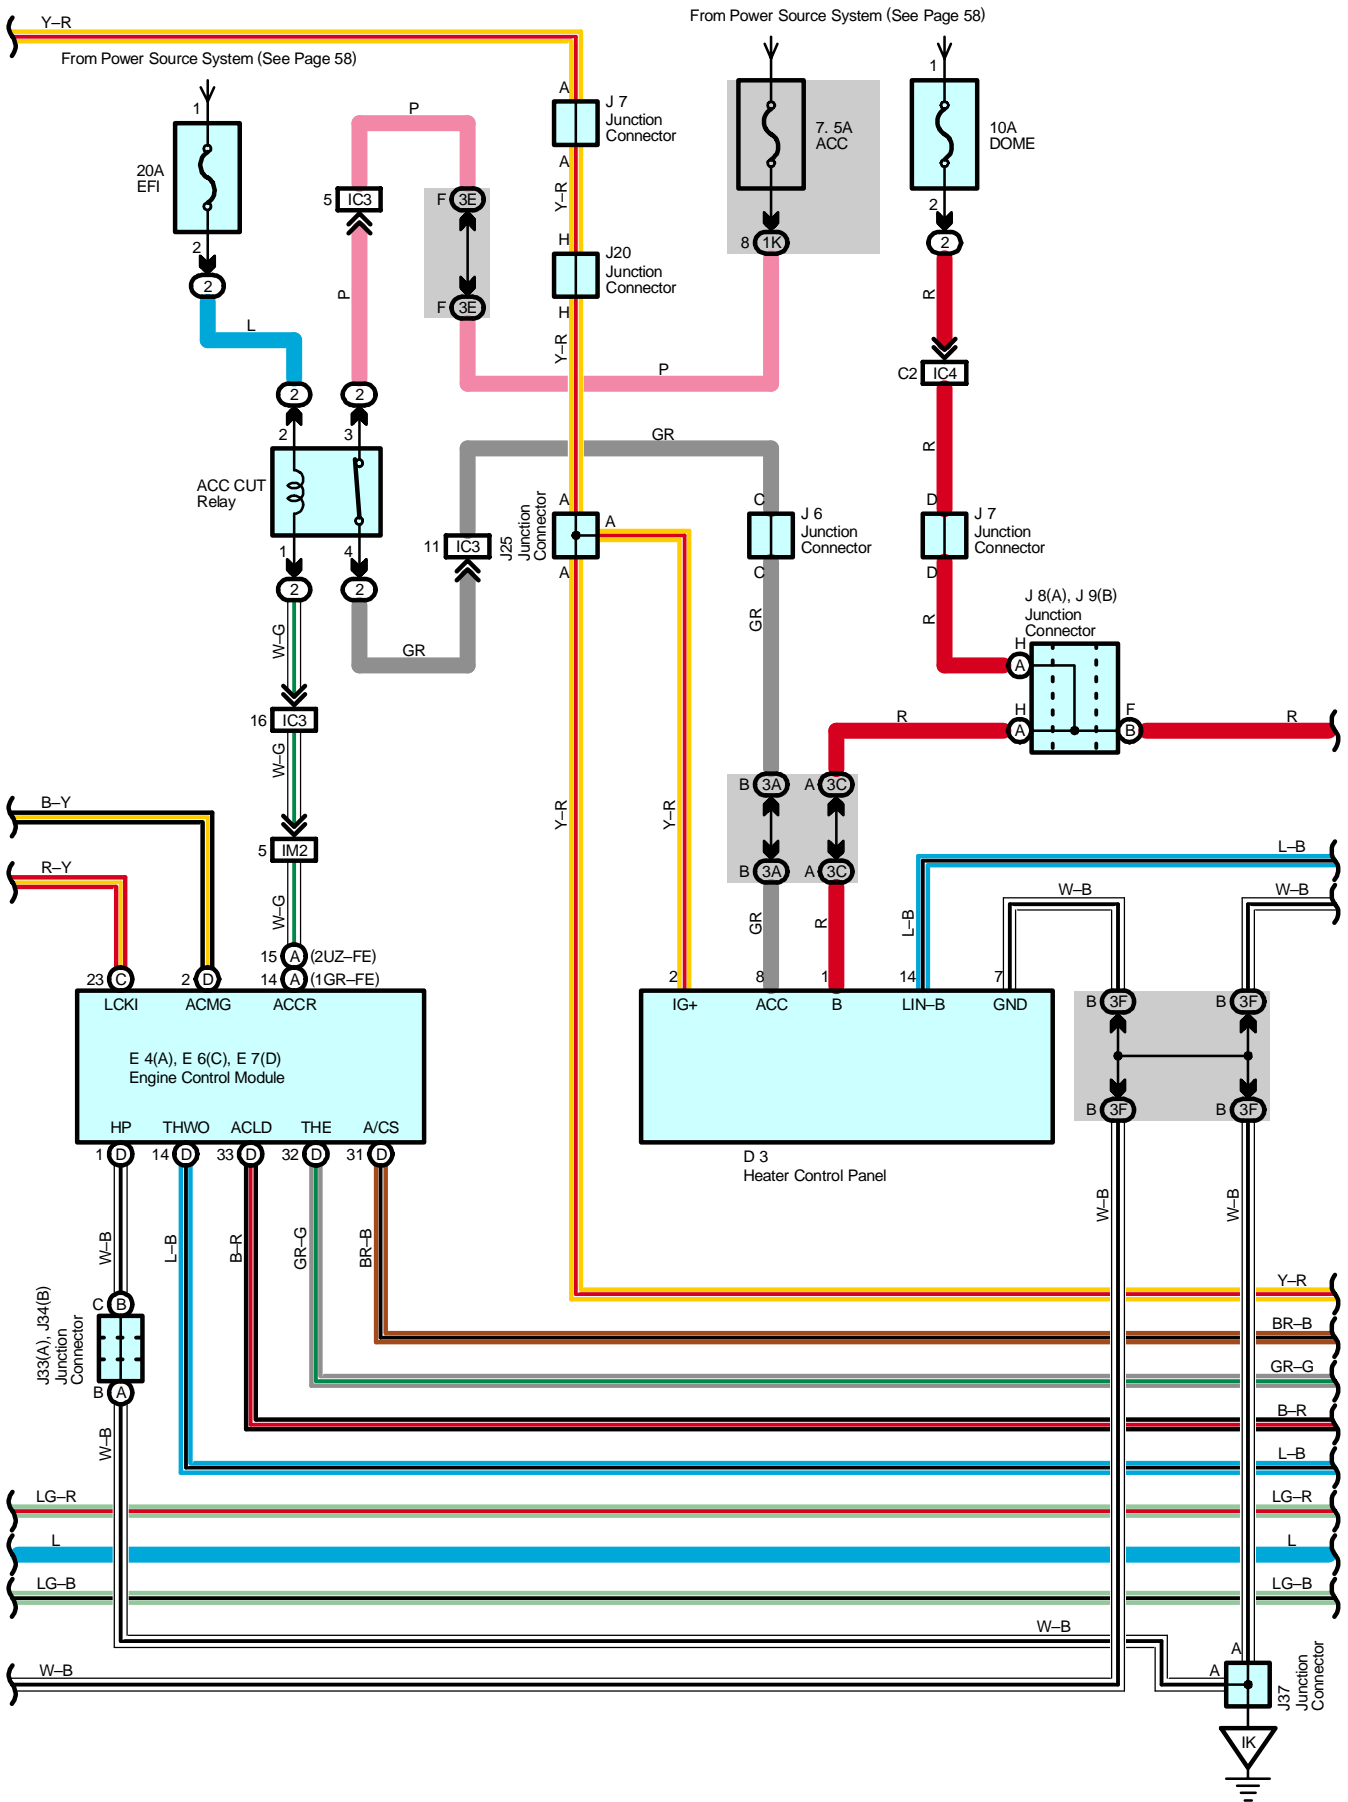 From Power Source System (See Page 58)
Y–R
From Power Source System (See Page 58)
1
20A
EFI
2
2
L
P
5 IC3
F 3E
F 3E
P
A
J 7
Junction
Connector
A
Y–R
H
J20
Junction
Connector
H
Y–R
7. 5A
ACC
8 1K
P
1
10A
DOME
2
2
R
C2 IC4
R
2
2
2
3
ACC CUT
Relay
1
4
2
2
GR
11 IC3
GR
A
J25
Junction
Connector
A
A
C
J 6
Junction
Connector
C
GR
D
J 7
Junction
Connector
D
R
J 8(A), J 9(B)
Junction
Connector
H
A
H
A
F
B
R
R
W–G
16 IC3
W–G
5 IM2
W–G
B–Y
R–Y
Y–R
Y–R
B 3A
A 3C
B 3A
A 3C
GR
R
L–B
L–B
W–B
W–B
15 A (2UZ–FE)
14 A (1GR–FE)
23 C
2 D
LCKI
ACMG
ACCR
E 4(A), E 6(C), E 7(D)
Engine Control Module
HP
THWO
ACLD
THE
A/CS
1 D
14 D
33 D
32 D
31 D
2
8
1
14
7
IG+
ACC
B
LIN–B
GND
D 3
Heater Control Panel
B 3F
B 3F
B 3F
B 3F
W–B
L–B
B–R
GR–G
BR–B
W–B
W–B
C B
J33(A), J34(B)
Junction
Connector
B A
W–B
Y–R
BR–B
GR–G
B–R
L–B
LG–R
LG–R
L
L
LG–B
LG–B
W–B
W–B
A
A
J37
Junction
Connector
IK